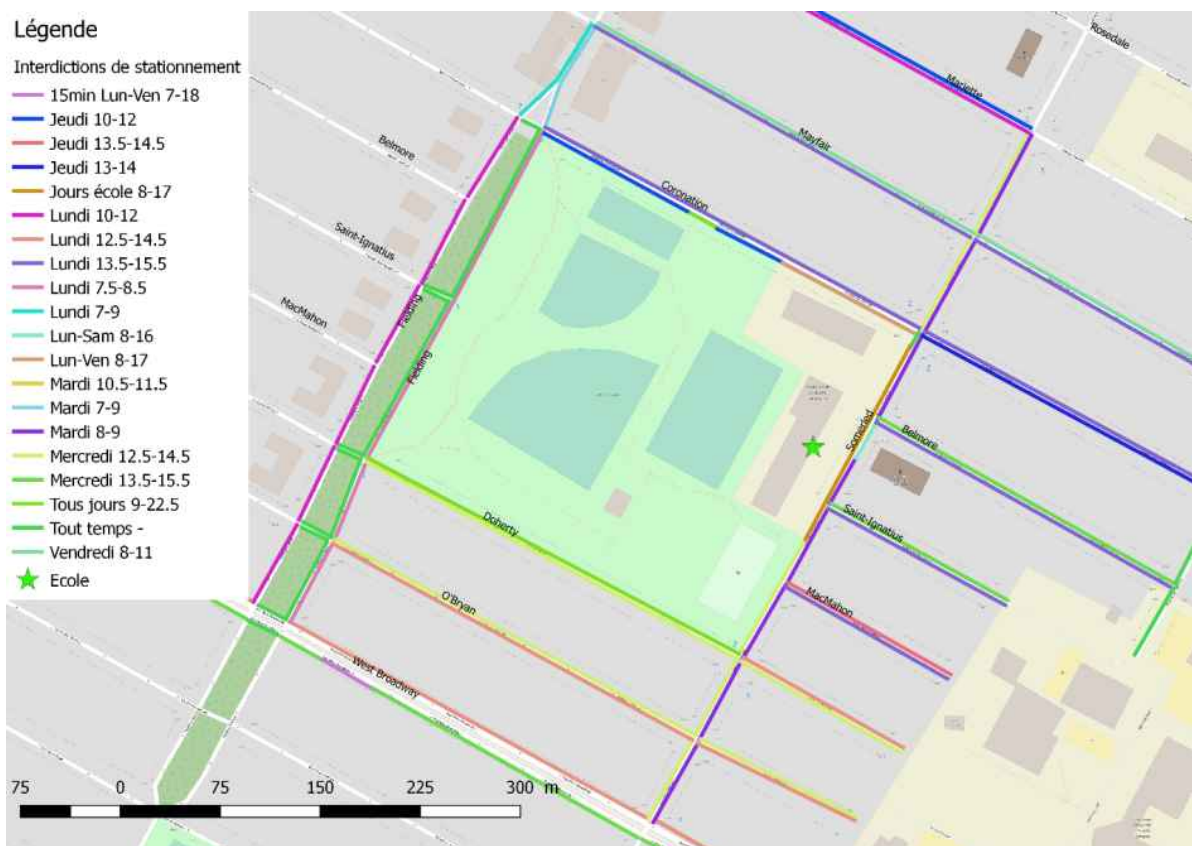 Légende
Interdictions de stationnement
15min Lun-Ven 7-18
Jeudi 10-12
Jeudi 13.5-14.5
Jeudi 13-14
Jours école 8-17
Lundi 10-12
Lundi 12.5-14.5
Lundi 13.5-15.5
Lundi 7.5-8.5
Lundi 7-9
Lun-Sam 8-16
Lun-Ven 8-17
Mardi 10.5-11.5
Mardi 7-9
Mardi 8-9
Mercredi 12.5-14.5
Mercredi 13.5-15.5
Tous jours 9-22.5
Tout temps -
Vendredi 8-11
Ecole
Rosedale
Mariette
Mayfair
Belmore
Coronation
Saint-Ignatius
MacMahon
Fielding
Fielding
Somerled
Belmore
Saint-Ignatius
Doherty
MacMahon
O'Bryan
West Broadway
75 0 75 150 225 300 m